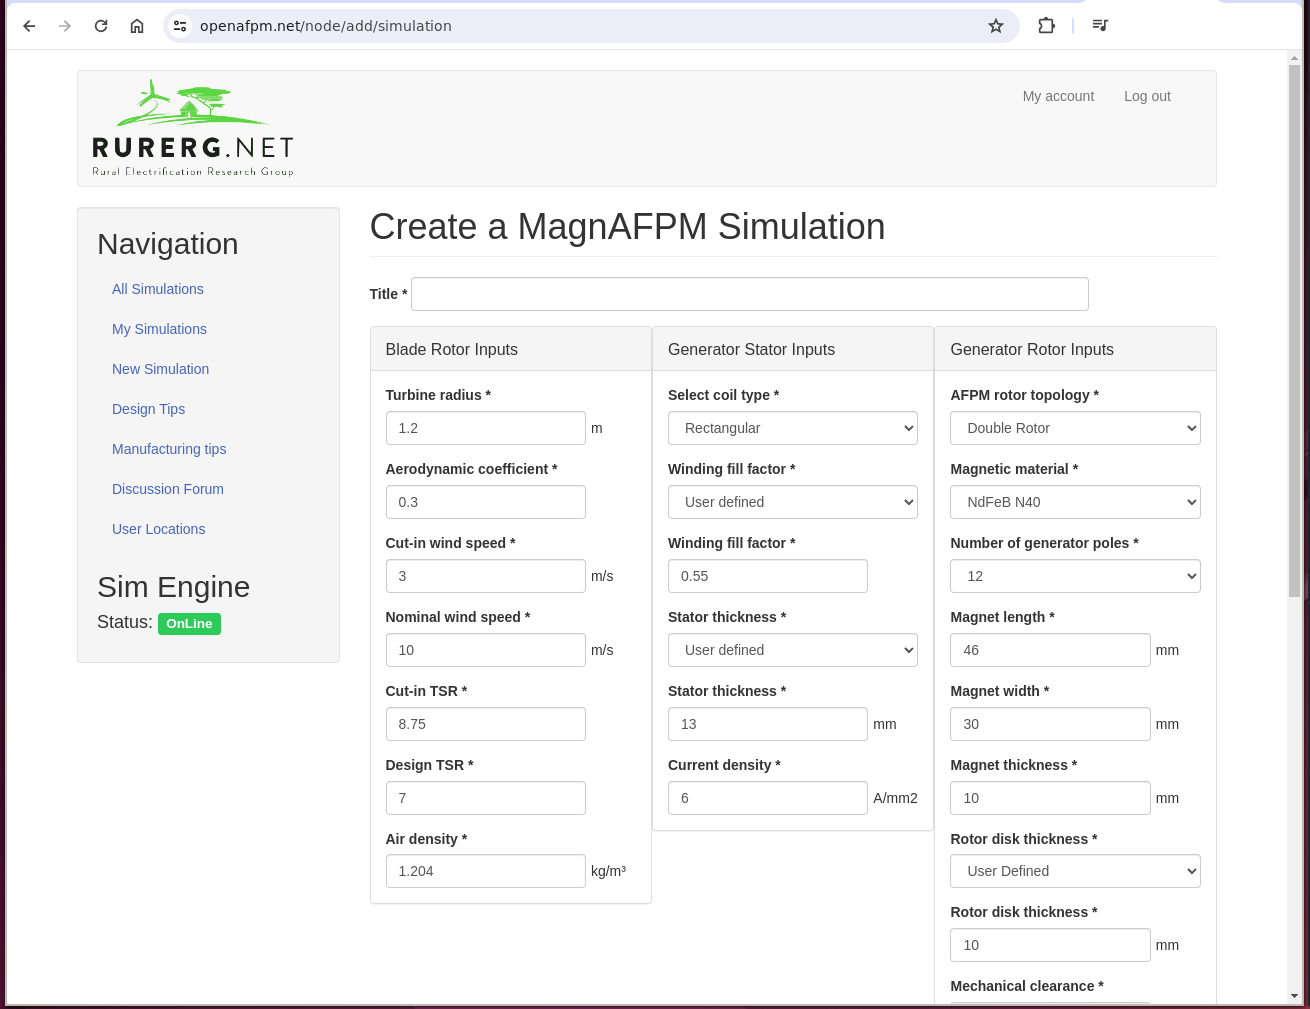 openafpm.net/node/add/simulation
My account
Log out
RURERG.NET
Rural Electrification Research Group
Navigation
All Simulations
My Simulations
New Simulation
Design Tips
Manufacturing tips
Discussion Forum
User Locations
Sim Engine
Status: OnLine
Create a MagnAFPM Simulation
Title *
Blade Rotor Inputs
Turbine radius *
1.2 m
Aerodynamic coefficient *
0.3
Cut-in wind speed *
3 m/s
Nominal wind speed *
10 m/s
Cut-in TSR *
8.75
Design TSR *
7
Air density *
1.204 kg/m³
Generator Stator Inputs
Select coil type *
Rectangular
Winding fill factor *
User defined
Winding fill factor *
0.55
Stator thickness *
User defined
Stator thickness *
13 mm
Current density *
6 A/mm2
Generator Rotor Inputs
AFPM rotor topology *
Double Rotor
Magnetic material *
NdFeB N40
Number of generator poles *
12
Magnet length *
46 mm
Magnet width *
30 mm
Magnet thickness *
10 mm
Rotor disk thickness *
User Defined
Rotor disk thickness *
10 mm
Mechanical clearance *